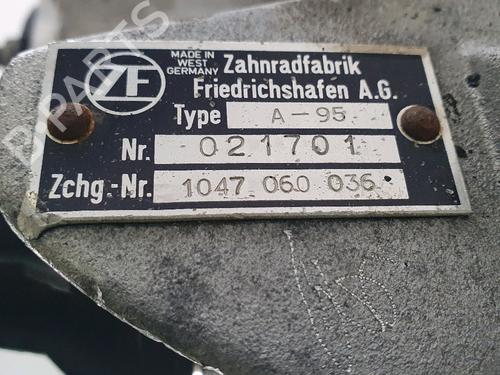 ZF
MADE IN
WEST
GERMANY
Zahnradfabrik
Friedrichshafen A.G.
Type A-95
Nr. 021701
Zchg.-Nr. 1047 060 036